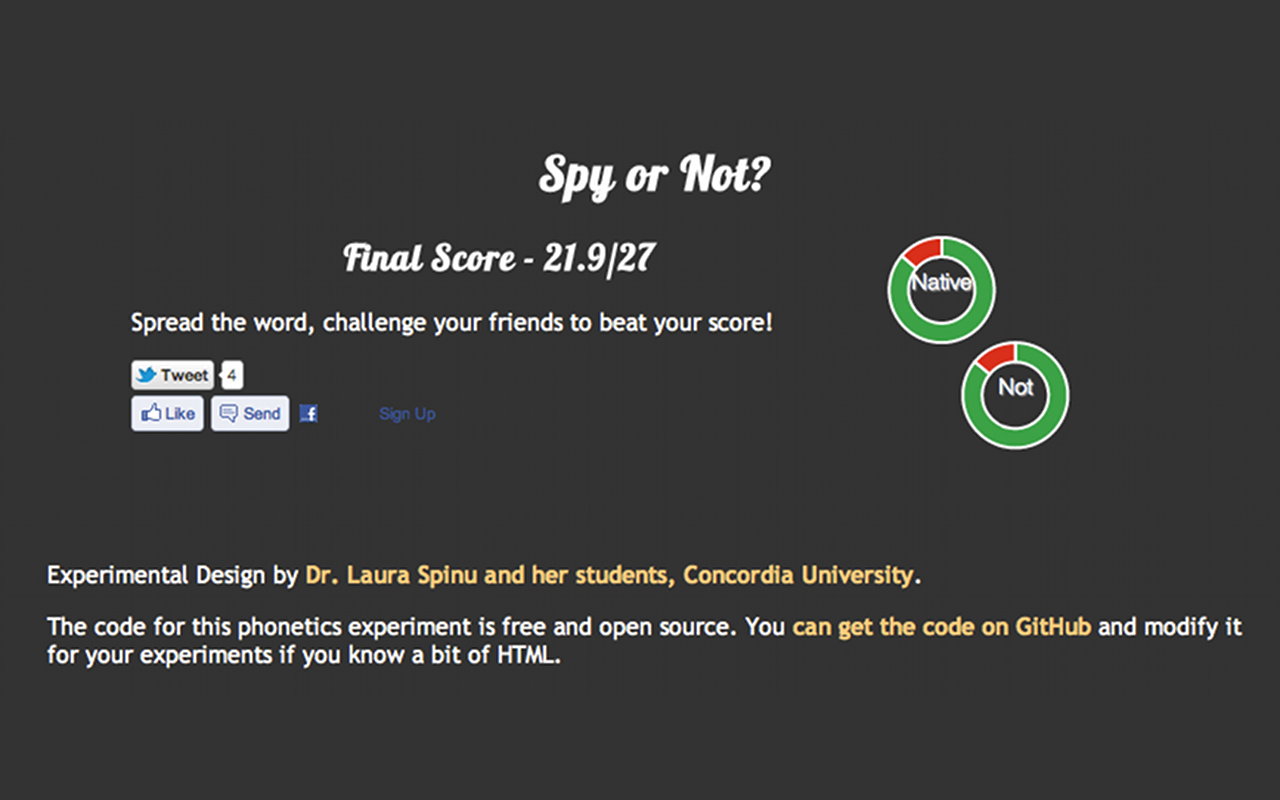 Spy or Not?
Final Score - 21.9/27
Native
Spread the word, challenge your friends to beat your score!
Tweet 4
Not
Like Send f Sign Up
Experimental Design by Dr. Laura Spinu and her students, Concordia University.
The code for this phonetics experiment is free and open source. You can get the code on GitHub and modify it
for your experiments if you know a bit of HTML.